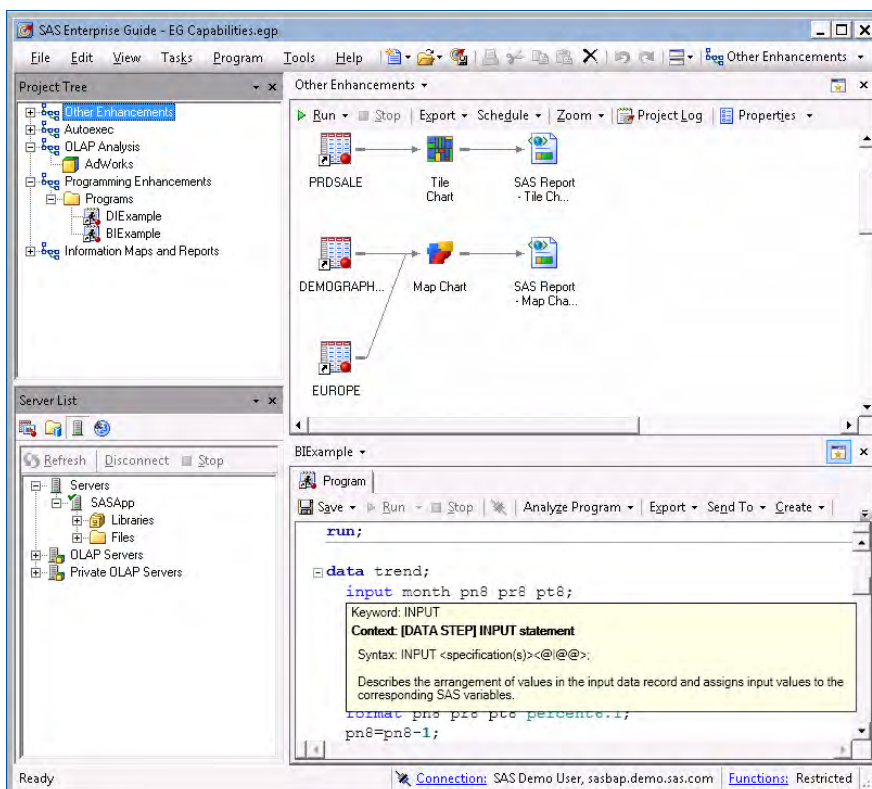 SAS Enterprise Guide - EG Capabilities.egp
File Edit View Tasks Program Tools Help Other Enhancements
Project Tree
Other Enhancements
Autoexec
OLAP Analysis
AdWorks
Programming Enhancements
Programs
DIExample
BIExample
Information Maps and Reports
Server List
Refresh Disconnect Stop
Servers
SASApp
Libraries
Files
OLAP Servers
Private OLAP Servers
Other Enhancements
Run Stop Export Schedule Zoom Project Log Properties
PRDSALE
Tile
Chart
SAS Report
- Tile Ch...
DEMOGRAPH...
Map Chart
SAS Report
- Map Cha...
EUROPE
BIExample
Program
Save Run Stop Analyze Program Export Send To Create
run;
data trend;
input month pn8 pr8 pt8;
Keyword: INPUT
Context: [DATA STEP] INPUT statement
Syntax: INPUT <specification(s)><@|@@>;
Describes the arrangement of values in the input data record and assigns input values to the
corresponding SAS variables.
format pn8 pr8 pt8 percent6.1;
pn8=pn8-1;
Ready
Connection: SAS Demo User, sasbap.demo.sas.com Functions: Restricted